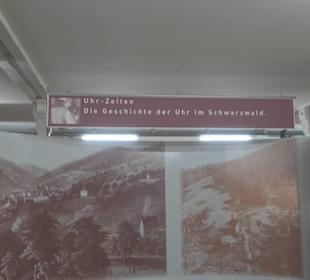 Uhr-Zeiten
Die Geschichte der Uhr im Schwarzwald.